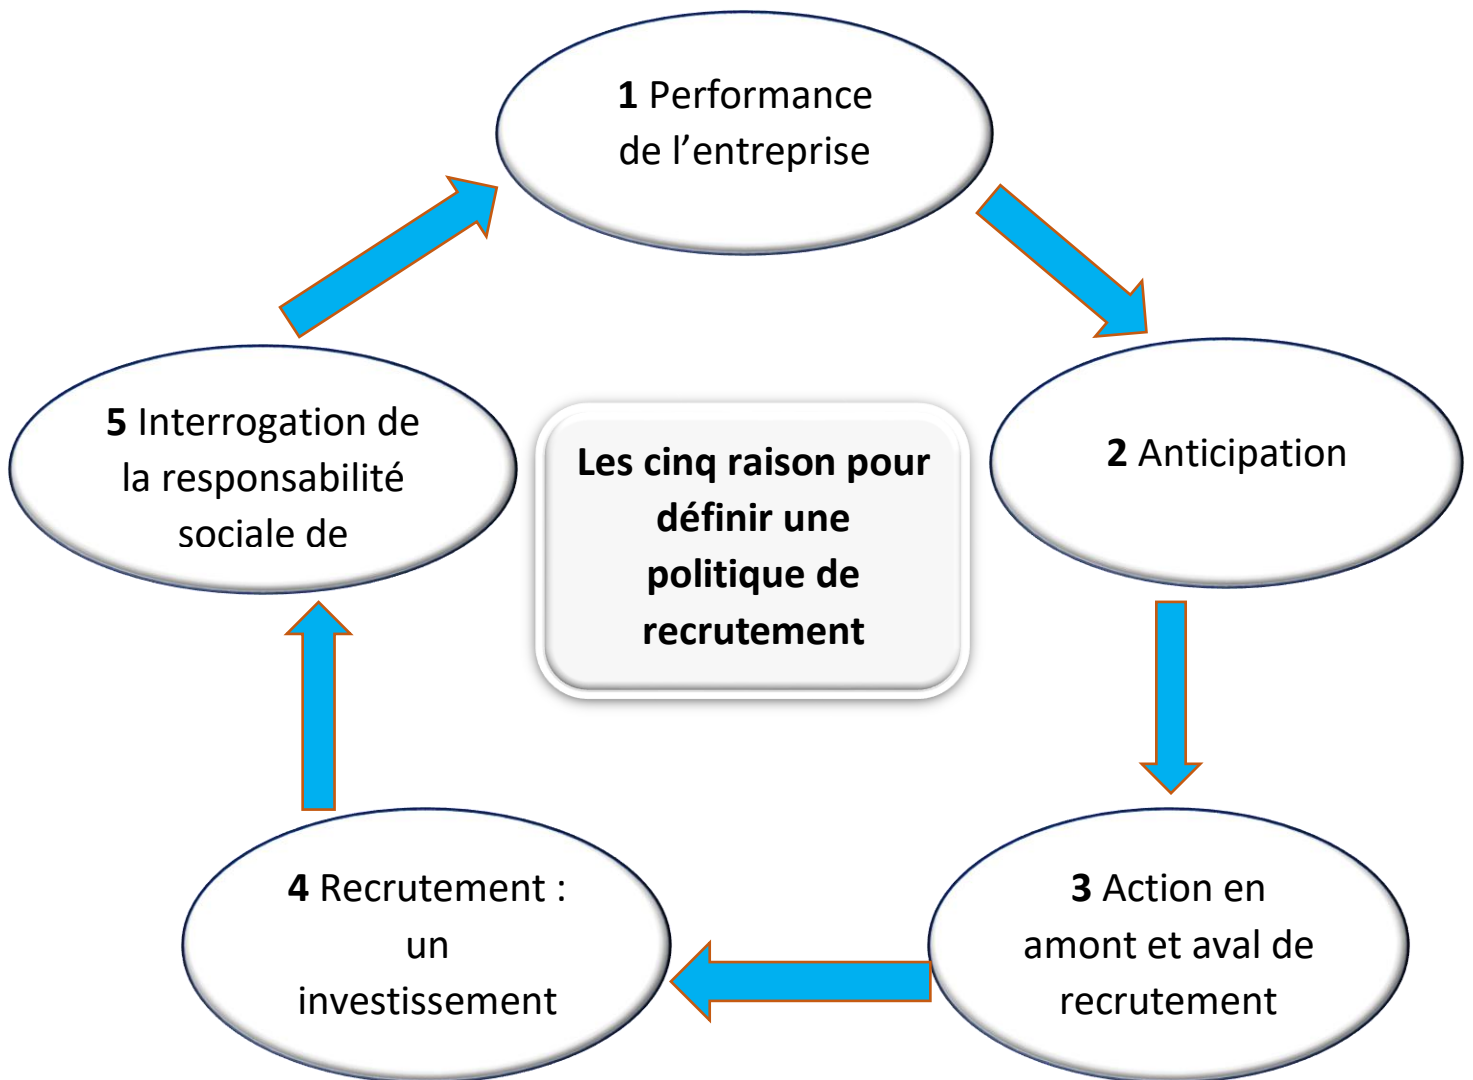 1 Performance
de l’entreprise
2 Anticipation
3 Action en
amont et aval de
recrutement
4 Recrutement :
un
investissement
5 Interrogation de
la responsabilité
sociale de
Les cinq raison pour
définir une
politique de
recrutement